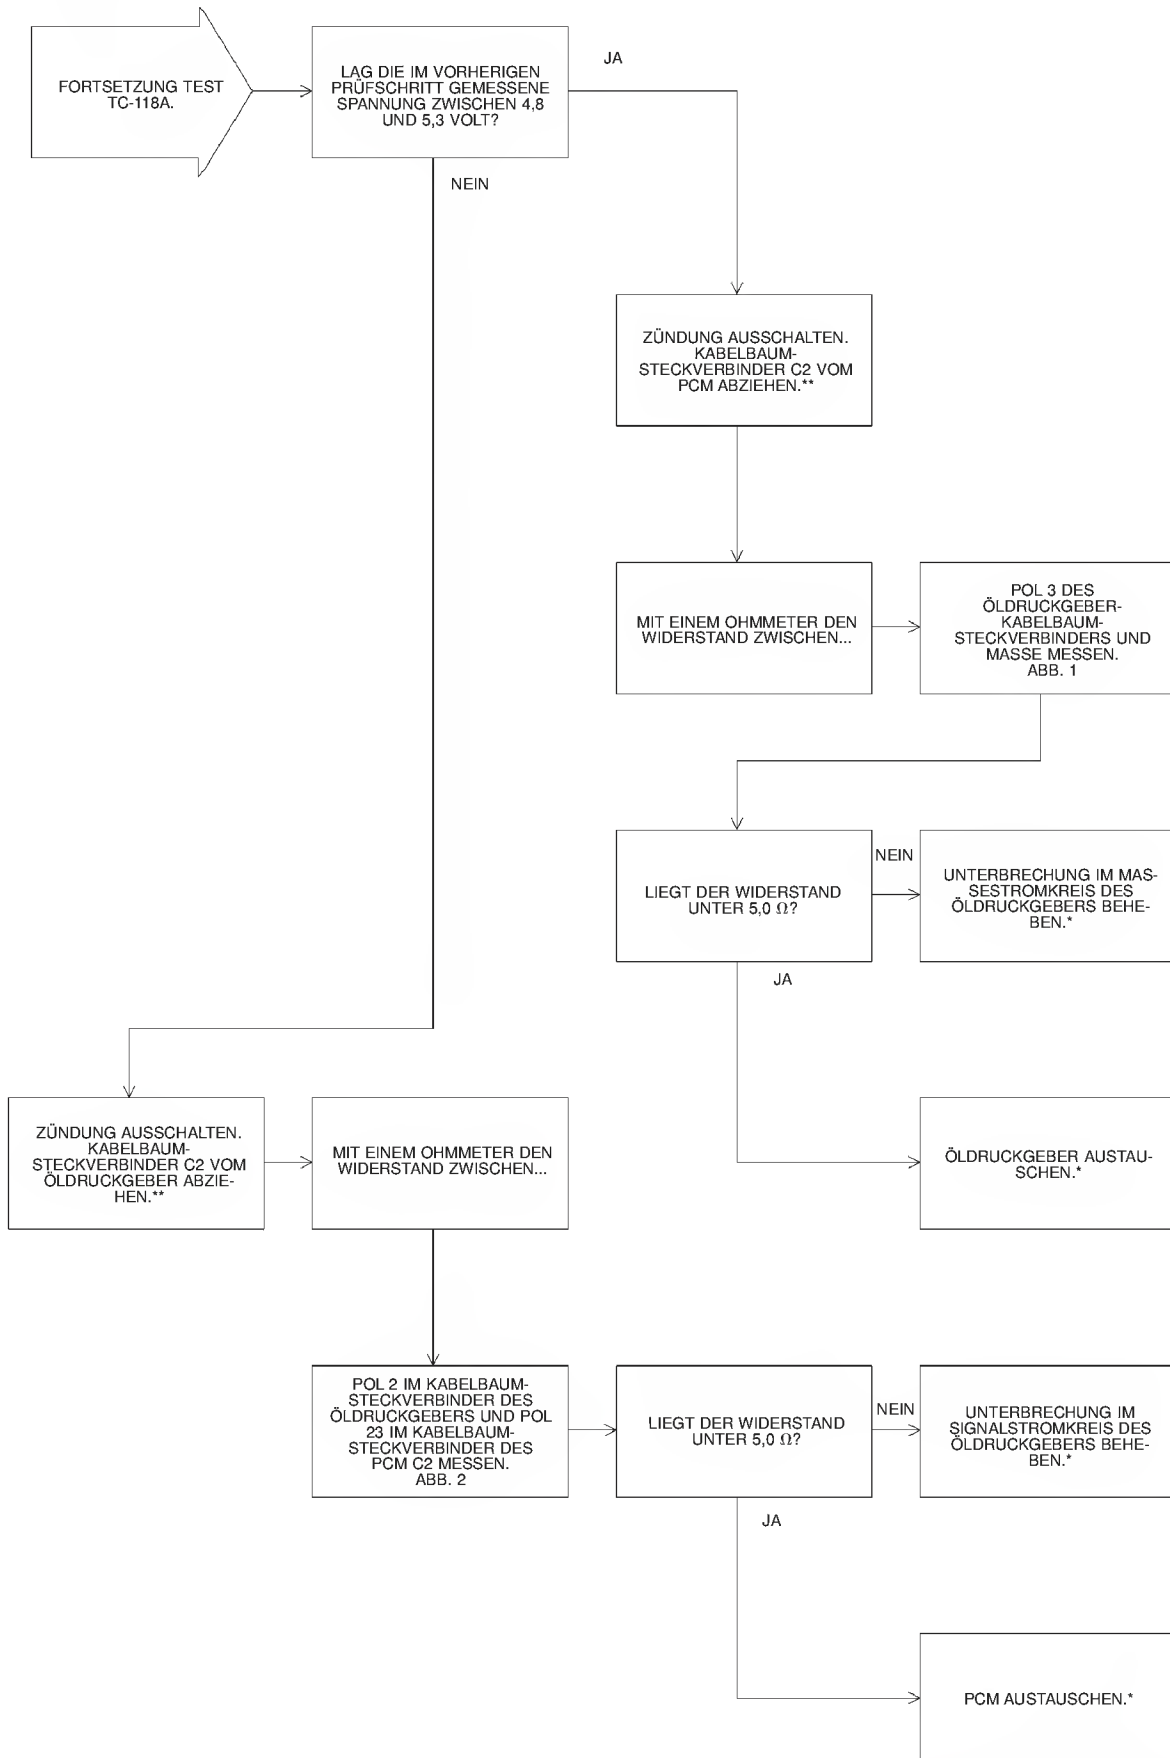 FORTSETZUNG TEST
TC-118A.
LAG DIE IM VORHERIGEN
PRÜFSCHRITT GEMESSENE
SPANNUNG ZWISCHEN 4,8
UND 5,3 VOLT?
JA
NEIN
ZÜNDUNG AUSSCHALTEN.
KABELBAUM-
STECKVERBINDER C2 VOM
PCM ABZIEHEN.**
MIT EINEM OHMMETER DEN
WIDERSTAND ZWISCHEN...
POL 3 DES
ÖLDRUCKGEBER-
KABELBAUM-
STECKVERBINDERS UND
MASSE MESSEN.
ABB. 1
LIEGT DER WIDERSTAND
UNTER 5,0 Ω?
NEIN
UNTERBRECHUNG IM MAS-
SESTROMKREIS DES
ÖLDRUCKGEBERS BEHE-
BEN.*
JA
ÖLDRUCKGEBER AUSTAU-
SCHEN.*
ZÜNDUNG AUSSCHALTEN.
KABELBAUM-
STECKVERBINDER C2 VOM
ÖLDRUCKGEBER ABZIE-
HEN.**
MIT EINEM OHMMETER DEN
WIDERSTAND ZWISCHEN...
POL 2 IM KABELBAUM-
STECKVERBINDER DES
ÖLDRUCKGEBERS UND POL
23 IM KABELBAUM-
STECKVERBINDER DES
PCM C2 MESSEN.
ABB. 2
LIEGT DER WIDERSTAND
UNTER 5,0 Ω?
NEIN
UNTERBRECHUNG IM
SIGNALSTROMKREIS DES
ÖLDRUCKGEBERS BEHE-
BEN.*
JA
PCM AUSTAUSCHEN.*